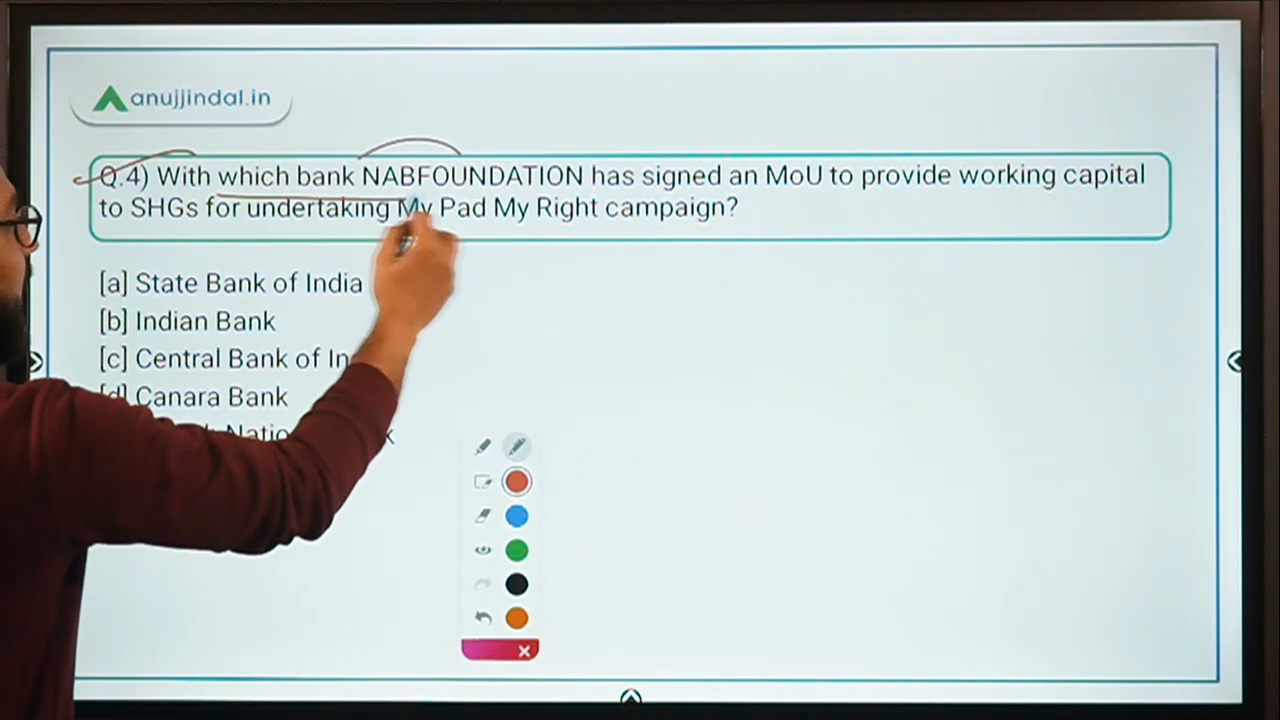 anujjindal.in
Q.4) With which bank NABFOUNDATION has signed an MoU to provide working capital
to SHGs for undertaking My Pad My Right campaign?
[a] State Bank of India
[b] Indian Bank
[c] Central Bank of In
[d] Canara Bank